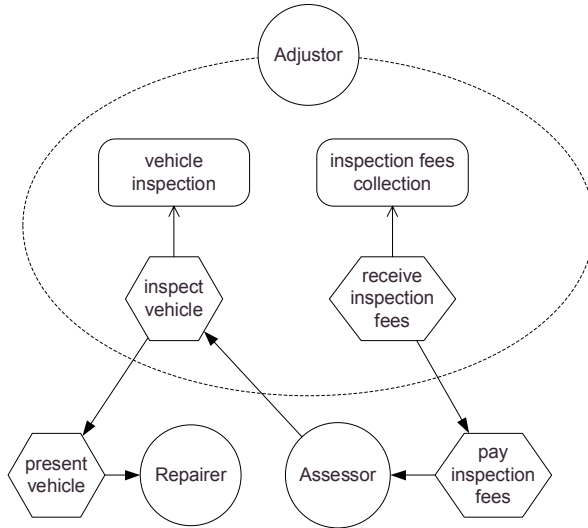 Adjustor
vehicle
inspection
inspection fees
collection
inspect
vehicle
receive
inspection
fees
present
vehicle
Repairer
Assessor
pay
inspection
fees